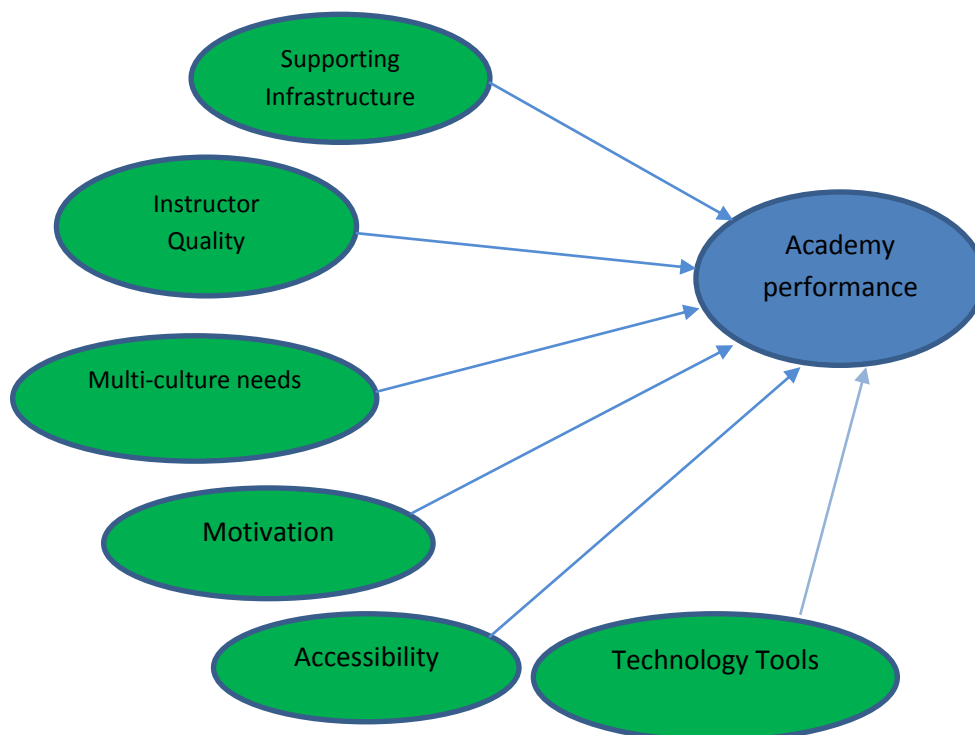 Supporting
Infrastructure
Instructor
Quality
Academy
performance
Multi-culture needs
Motivation
Accessibility
Technology Tools